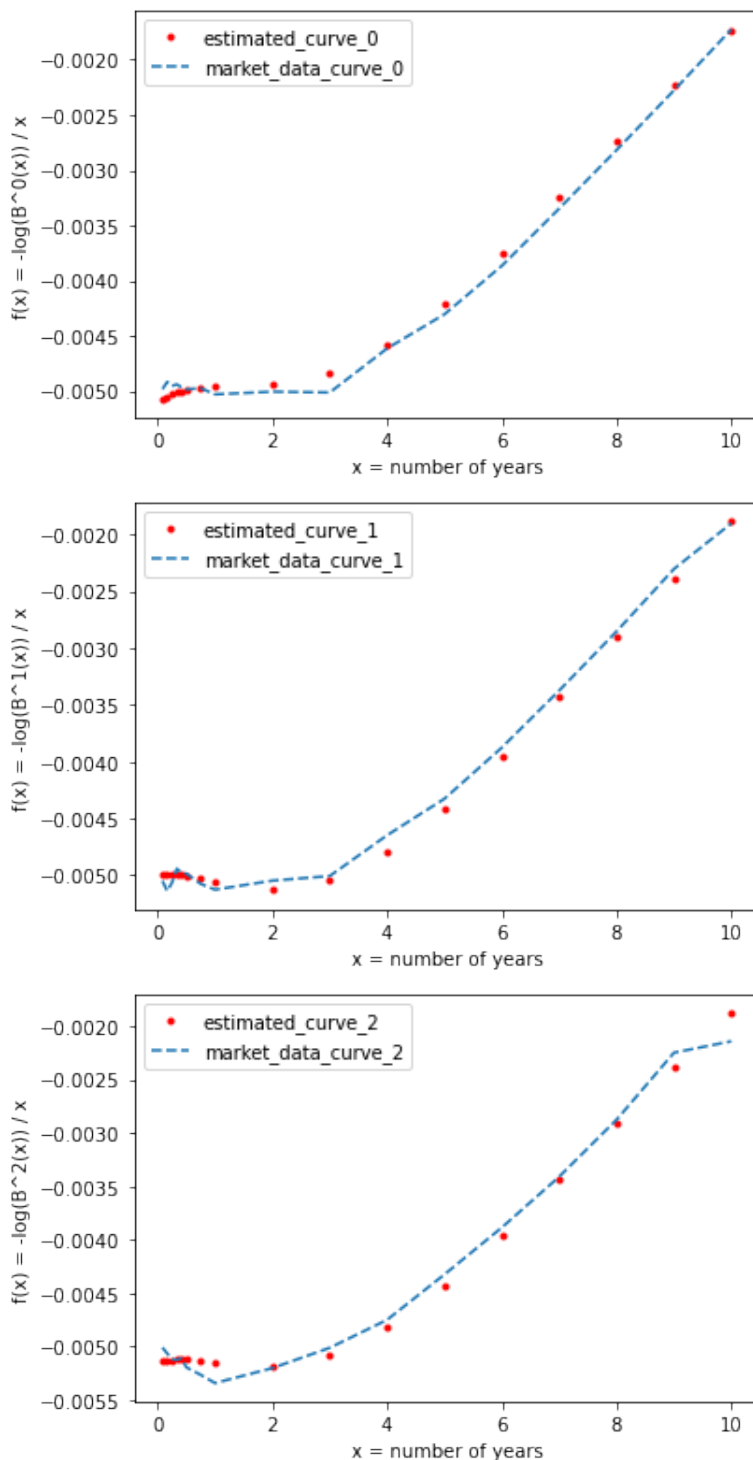 estimated_curve_0
market_data_curve_0
f(x) = -log(B^0(x)) / x
−0.0020
−0.0025
−0.0030
−0.0035
−0.0040
−0.0045
−0.0050
0 2 4 6 8 10
x = number of years
estimated_curve_1
market_data_curve_1
f(x) = -log(B^1(x)) / x
−0.0020
−0.0025
−0.0030
−0.0035
−0.0040
−0.0045
−0.0050
0 2 4 6 8 10
x = number of years
estimated_curve_2
market_data_curve_2
f(x) = -log(B^2(x)) / x
−0.0020
−0.0025
−0.0030
−0.0035
−0.0040
−0.0045
−0.0050
−0.0055
0 2 4 6 8 10
x = number of years